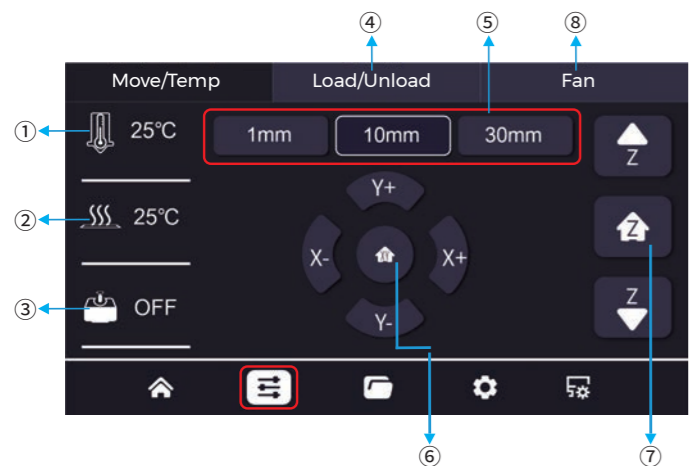 ④ ⑤ ⑧
Move/Temp Load/Unload Fan
① 25℃ 1mm 10mm 30mm Z
Y+
② 25℃ Z
X- X+
③ OFF Z
Y-
⑥ ⑦